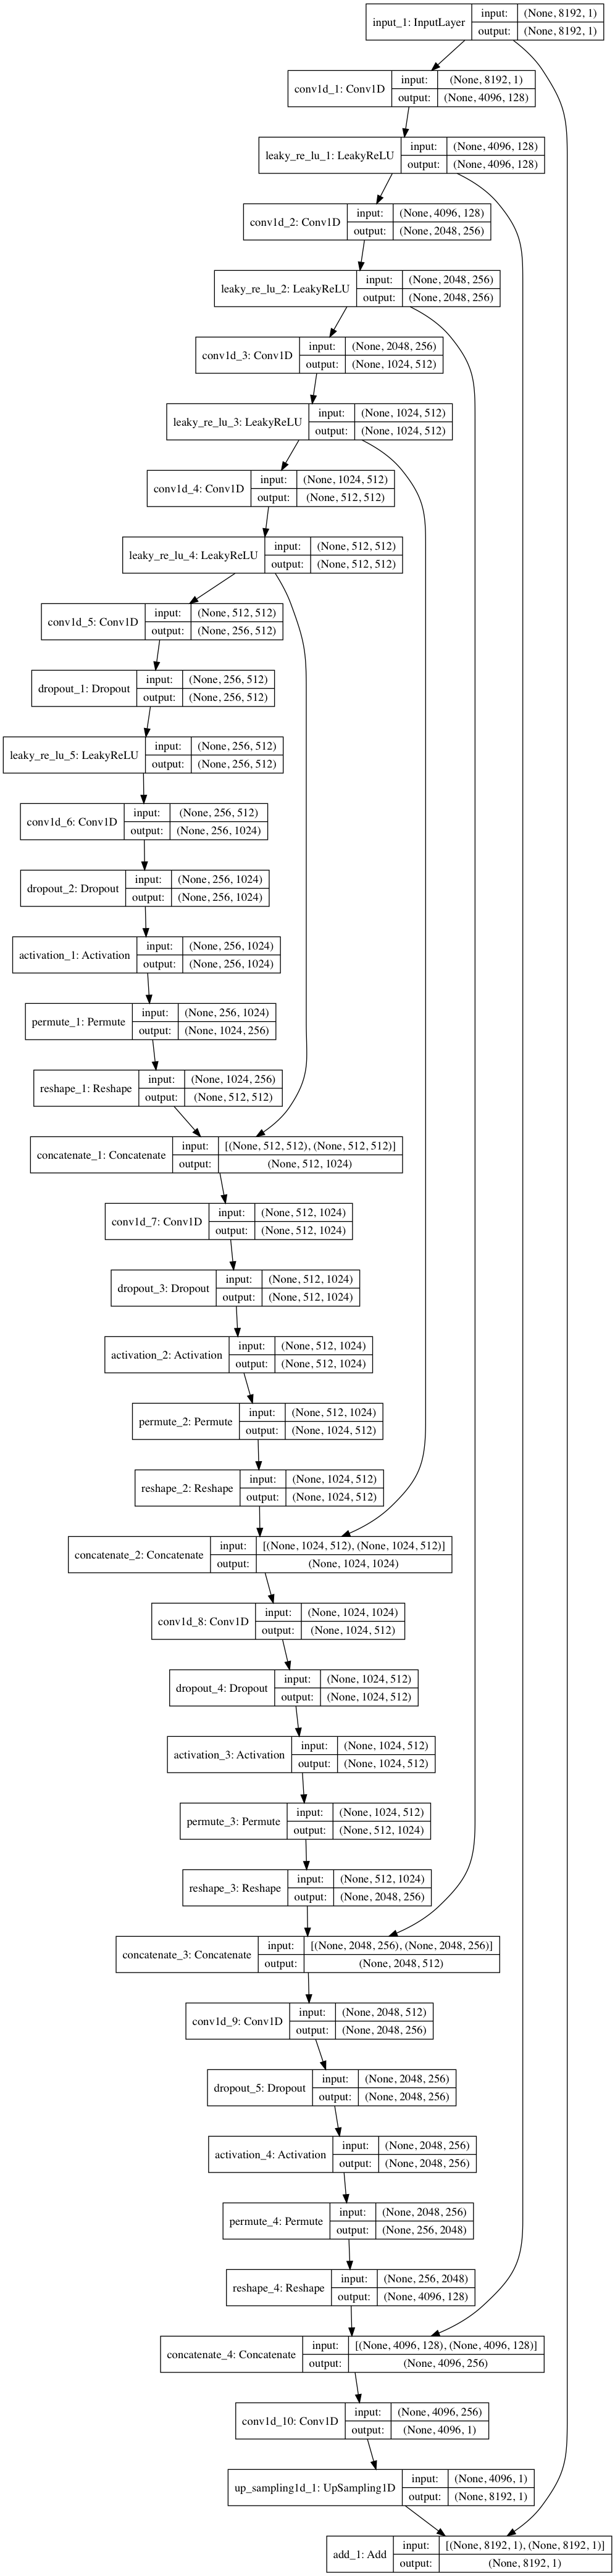 input_1: InputLayer
input: (None, 8192, 1)
output: (None, 8192, 1)
conv1d_1: Conv1D
input: (None, 8192, 1)
output: (None, 4096, 128)
leaky_re_lu_1: LeakyReLU
input: (None, 4096, 128)
output: (None, 4096, 128)
conv1d_2: Conv1D
input: (None, 4096, 128)
output: (None, 2048, 256)
leaky_re_lu_2: LeakyReLU
input: (None, 2048, 256)
output: (None, 2048, 256)
conv1d_3: Conv1D
input: (None, 2048, 256)
output: (None, 1024, 512)
leaky_re_lu_3: LeakyReLU
input: (None, 1024, 512)
output: (None, 1024, 512)
conv1d_4: Conv1D
input: (None, 1024, 512)
output: (None, 512, 512)
leaky_re_lu_4: LeakyReLU
input: (None, 512, 512)
output: (None, 512, 512)
conv1d_5: Conv1D
input: (None, 512, 512)
output: (None, 256, 512)
dropout_1: Dropout
input: (None, 256, 512)
output: (None, 256, 512)
leaky_re_lu_5: LeakyReLU
input: (None, 256, 512)
output: (None, 256, 512)
conv1d_6: Conv1D
input: (None, 256, 512)
output: (None, 256, 1024)
dropout_2: Dropout
input: (None, 256, 1024)
output: (None, 256, 1024)
activation_1: Activation
input: (None, 256, 1024)
output: (None, 256, 1024)
permute_1: Permute
input: (None, 256, 1024)
output: (None, 1024, 256)
reshape_1: Reshape
input: (None, 1024, 256)
output: (None, 512, 512)
concatenate_1: Concatenate
input: [(None, 512, 512), (None, 512, 512)]
output: (None, 512, 1024)
conv1d_7: Conv1D
input: (None, 512, 1024)
output: (None, 512, 1024)
dropout_3: Dropout
input: (None, 512, 1024)
output: (None, 512, 1024)
activation_2: Activation
input: (None, 512, 1024)
output: (None, 512, 1024)
permute_2: Permute
input: (None, 512, 1024)
output: (None, 1024, 512)
reshape_2: Reshape
input: (None, 1024, 512)
output: (None, 1024, 512)
concatenate_2: Concatenate
input: [(None, 1024, 512), (None, 1024, 512)]
output: (None, 1024, 1024)
conv1d_8: Conv1D
input: (None, 1024, 1024)
output: (None, 1024, 512)
dropout_4: Dropout
input: (None, 1024, 512)
output: (None, 1024, 512)
activation_3: Activation
input: (None, 1024, 512)
output: (None, 1024, 512)
permute_3: Permute
input: (None, 1024, 512)
output: (None, 512, 1024)
reshape_3: Reshape
input: (None, 512, 1024)
output: (None, 2048, 256)
concatenate_3: Concatenate
input: [(None, 2048, 256), (None, 2048, 256)]
output: (None, 2048, 512)
conv1d_9: Conv1D
input: (None, 2048, 512)
output: (None, 2048, 256)
dropout_5: Dropout
input: (None, 2048, 256)
output: (None, 2048, 256)
activation_4: Activation
input: (None, 2048, 256)
output: (None, 2048, 256)
permute_4: Permute
input: (None, 2048, 256)
output: (None, 256, 2048)
reshape_4: Reshape
input: (None, 256, 2048)
output: (None, 4096, 128)
concatenate_4: Concatenate
input: [(None, 4096, 128), (None, 4096, 128)]
output: (None, 4096, 256)
conv1d_10: Conv1D
input: (None, 4096, 256)
output: (None, 4096, 1)
up_sampling1d_1: UpSampling1D
input: (None, 4096, 1)
output: (None, 8192, 1)
add_1: Add
input: [(None, 8192, 1), (None, 8192, 1)]
output: (None, 8192, 1)